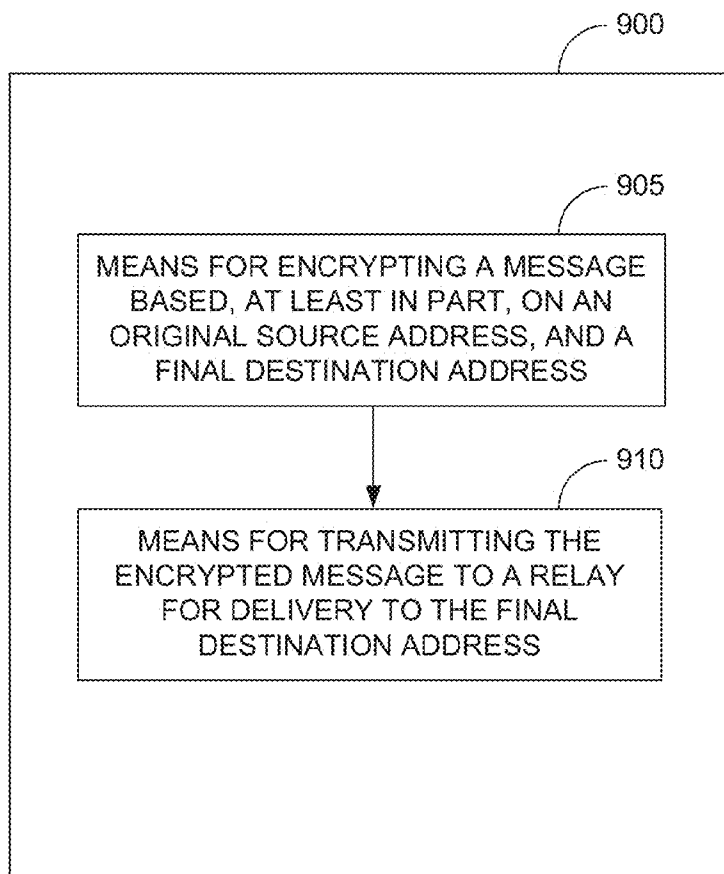 900
905
MEANS FOR ENCRYPTING A MESSAGE
BASED, AT LEAST IN PART, ON AN
ORIGINAL SOURCE ADDRESS, AND A
FINAL DESTINATION ADDRESS
910
MEANS FOR TRANSMITTING THE
ENCRYPTED MESSAGE TO A RELAY
FOR DELIVERY TO THE FINAL
DESTINATION ADDRESS